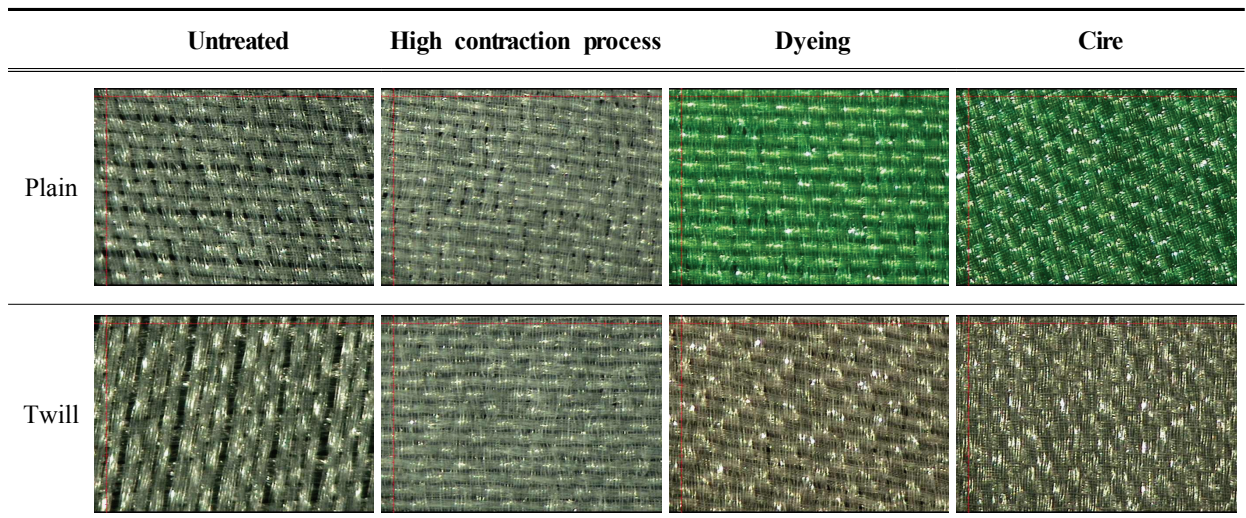 Untreated High contraction process Dyeing Cire
Plain
Twill